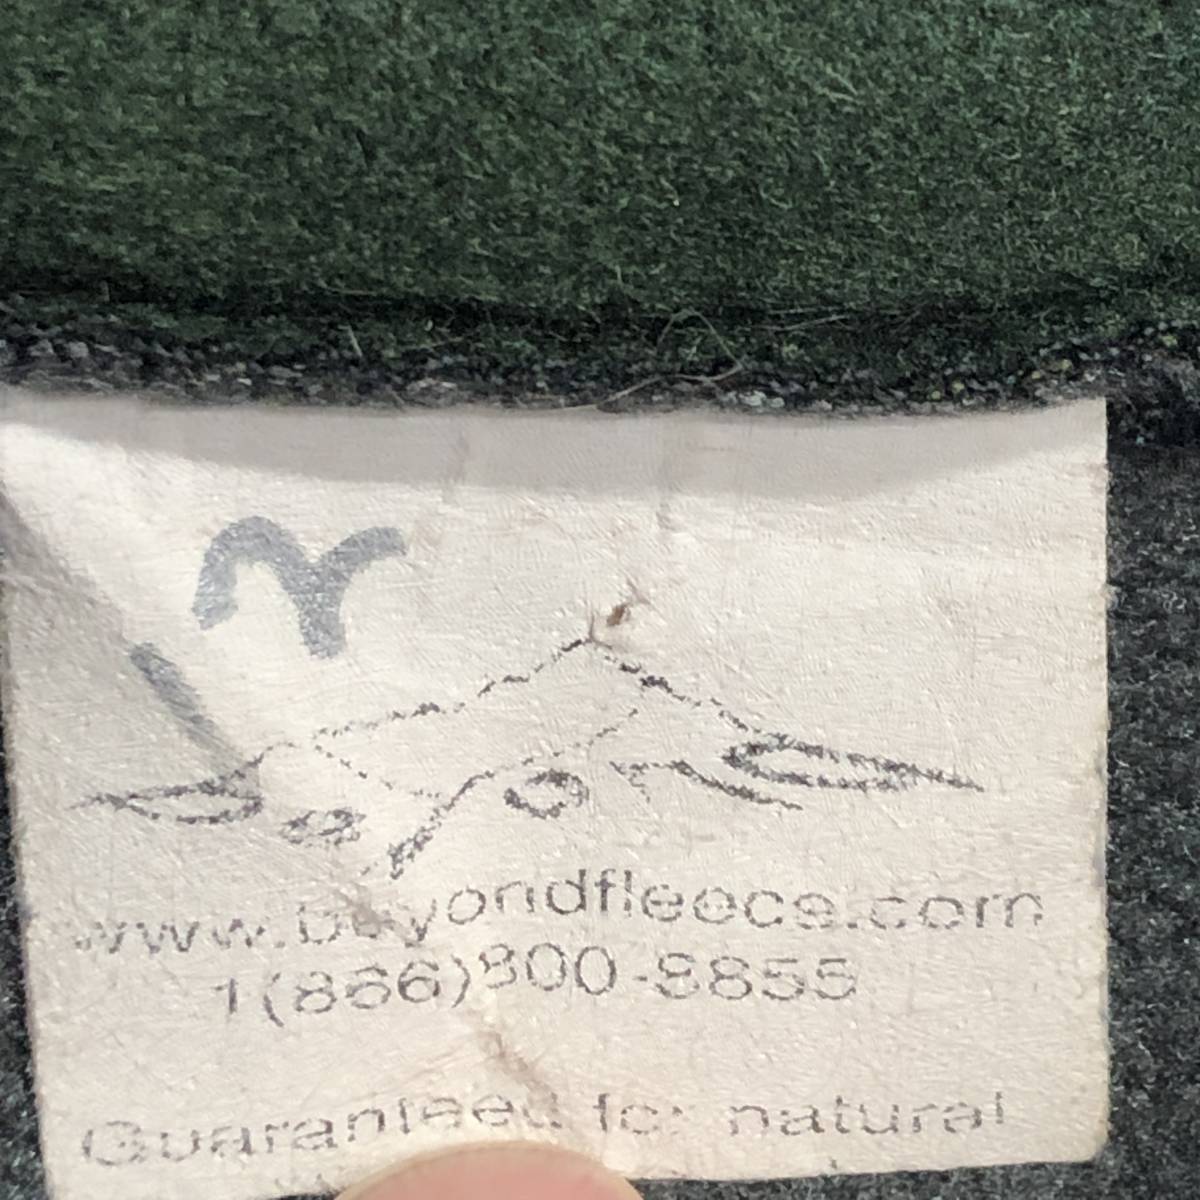 www.beyondfleece.com
1(866)800-8855
Guaranteed for natural